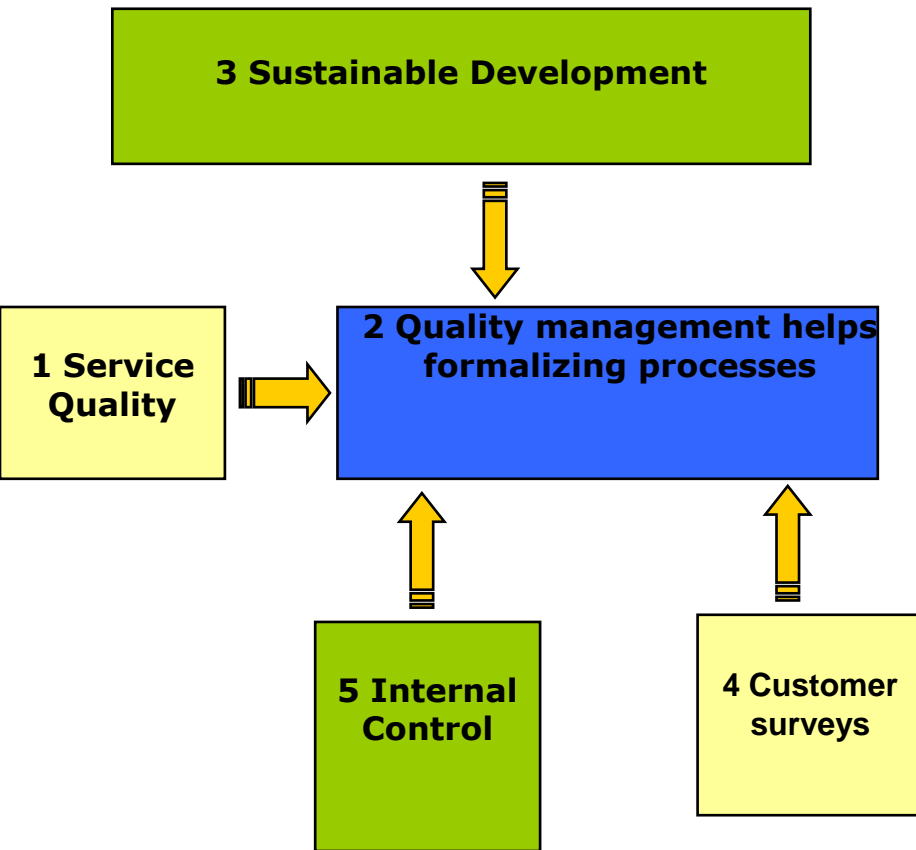 3 Sustainable Development
1 Service
Quality
2 Quality management helps
formalizing processes
5 Internal
Control
4 Customer
surveys